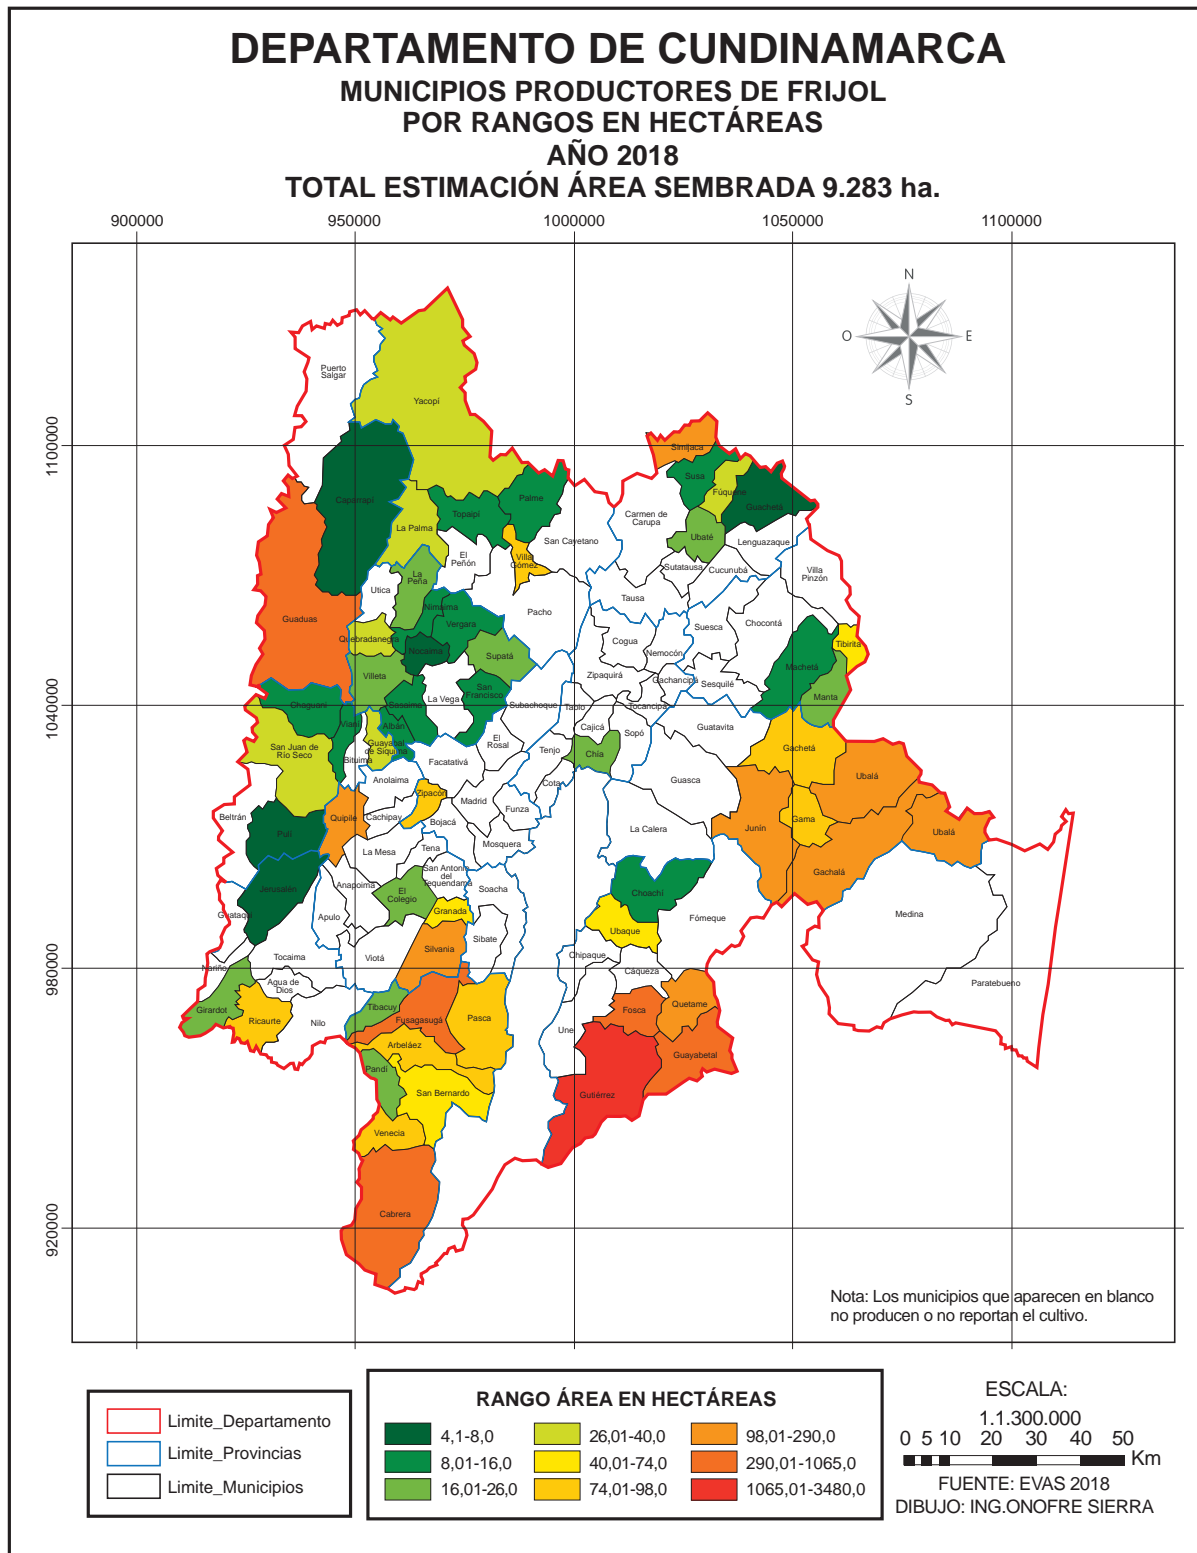 DEPARTAMENTO DE CUNDINAMARCA
MUNICIPIOS PRODUCTORES DE FRIJOL
POR RANGOS EN HECTÁREAS
AÑO 2018
TOTAL ESTIMACIÓN ÁREA SEMBRADA 9.283 ha.
900000 950000 1000000 1050000 1100000
N
O E
S
1100000
1040000
980000
920000
Puerto
Salgar
Yacopí
Caparrapí
Simijaca
Susa
Fúquene
Guachetá
Palme
Topaipí
La Palma
Carmen de
Carupa
Ubaté
San Cayetano
Lenguazaque
El
Peñón
Villa
Gómez
Sutatausa
Cucunubá
Villa
Pinzón
La
Peña
Utica
Tausa
Guaduas
Nimaima
Vergara
Pacho
Suesca
Chocontá
Quebradanegra
Cogua
Nemocón
Tibirita
Nocaima
Supatá
Machetá
Villeta
Zipaquirá
Gachancipá
Sesquilé
Manta
San
Francisco
Chaguaní
Sasaima
La Vega
Subachoque
Tabio
Tocancipa
Vianí
Albán
Cajicá
Sopó
Guatavita
San Juan de
Río Seco
Guayabal
de Siquima
El
Rosal
Tenjo
Chía
Gachetá
Bituima
Facatativá
Anolaima
Cota
Guasca
Ubalá
Zipacón
Madrid
Funza
Beltrán
Quipile
Cachipay
Bojacá
La Calera
Junín
Gama
Ubalá
Pulí
La Mesa
Tena
Mosquera
Gachalá
San Antonio
del
Tequendama
Jerusalén
Anapoima
El
Colegio
Soacha
Choachí
Guataquí
Apulo
Granada
Fómeque
Medina
Ubaque
Silvania
Sibate
Tocaima
Viotá
Chipaque
Nariño
Agua de
Dios
Cáqueza
Paratebueno
Girardot
Ricaurte
Nilo
Tibacuy
Fusagasugá
Pasca
Fosca
Quetame
Une
Arbeláez
Guayabetal
Pandí
San Bernardo
Gutiérrez
Venecia
Cabrera
Nota: Los municipios que aparecen en blanco
no producen o no reportan el cultivo.
Limite_Departamento
Limite_Provincias
Limite_Municipios
RANGO ÁREA EN HECTÁREAS
4,1-8,0 26,01-40,0 98,01-290,0
8,01-16,0 40,01-74,0 290,01-1065,0
16,01-26,0 74,01-98,0 1065,01-3480,0
ESCALA:
1.1.300.000
0 5 10 20 30 40 50
Km
FUENTE: EVAS 2018
DIBUJO: ING.ONOFRE SIERRA